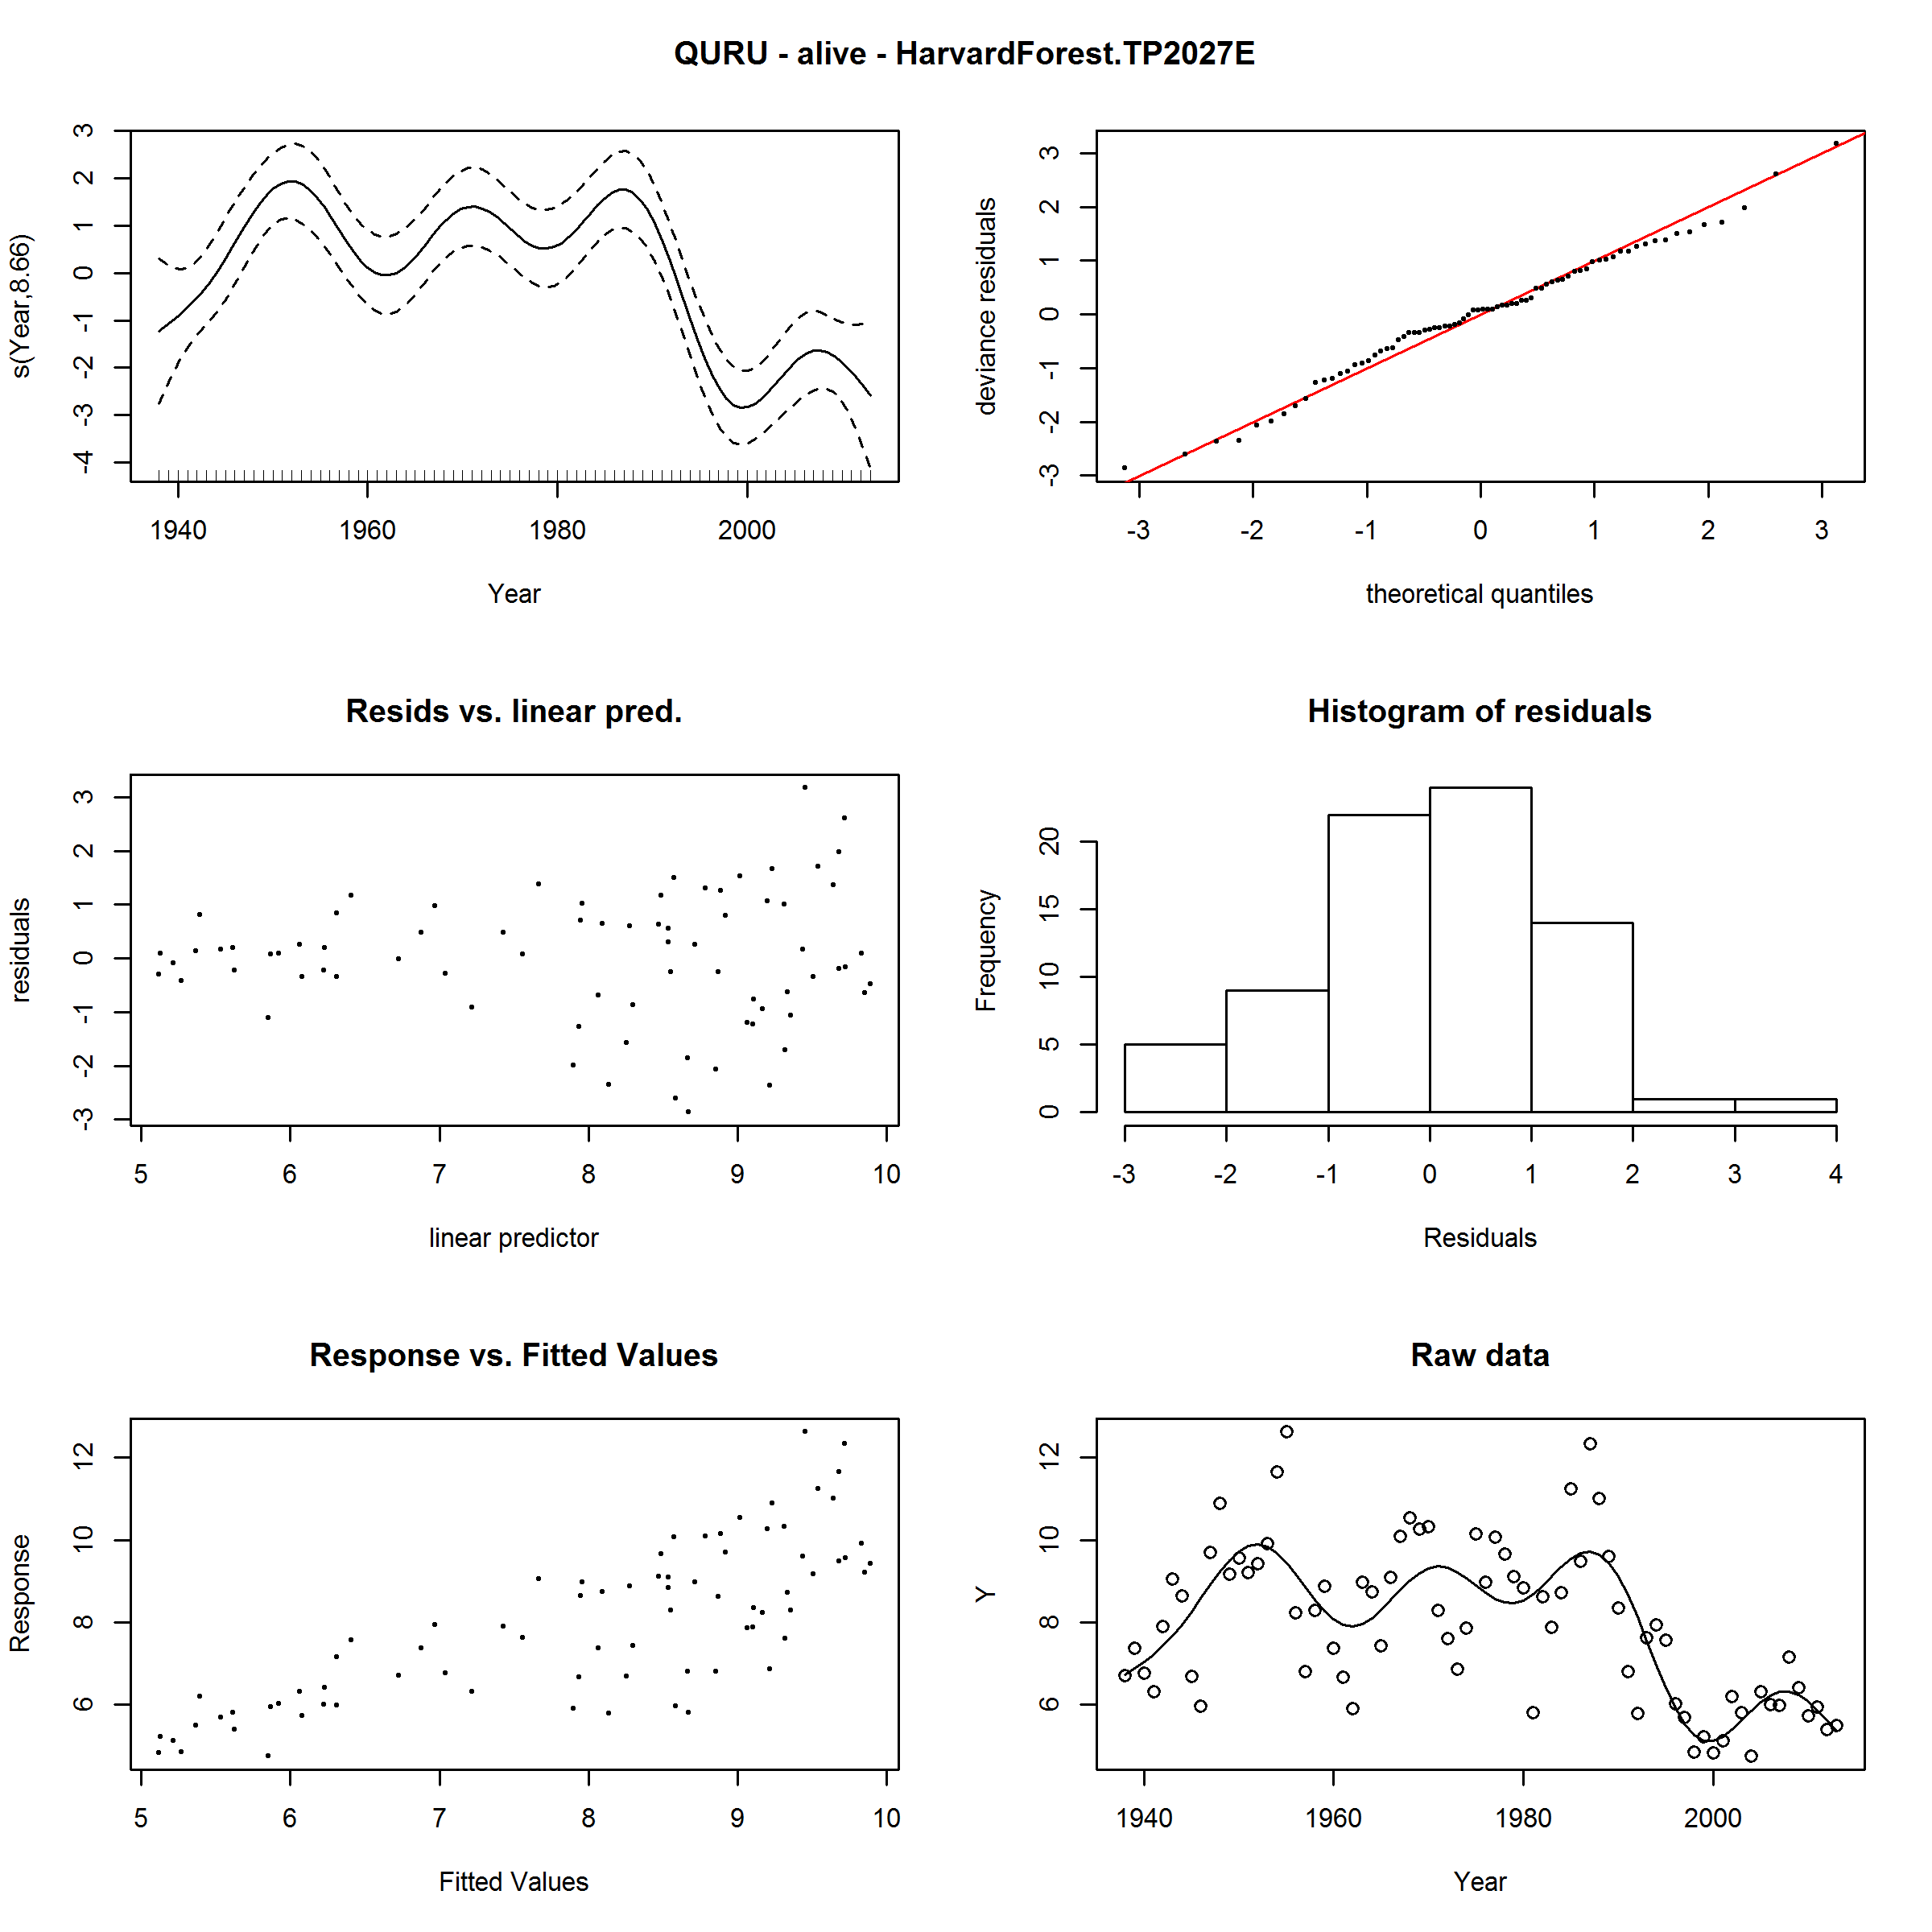 QURU - alive - HarvardForest.TP2027E
s(Year,8.66)
3
2
1
0
-1
-2
-3
-4
1940 1960 1980 2000
Year
deviance residuals
3
2
1
0
-1
-2
-3
-3 -2 -1 0 1 2 3
theoretical quantiles
Resids vs. linear pred.
residuals
3
2
1
0
-1
-2
-3
5 6 7 8 9 10
linear predictor
Histogram of residuals
Frequency
20
15
10
5
0
-3 -2 -1 0 1 2 3 4
Residuals
Response vs. Fitted Values
Response
12
10
8
6
5 6 7 8 9 10
Fitted Values
Raw data
Y
12
10
8
6
1940 1960 1980 2000
Year